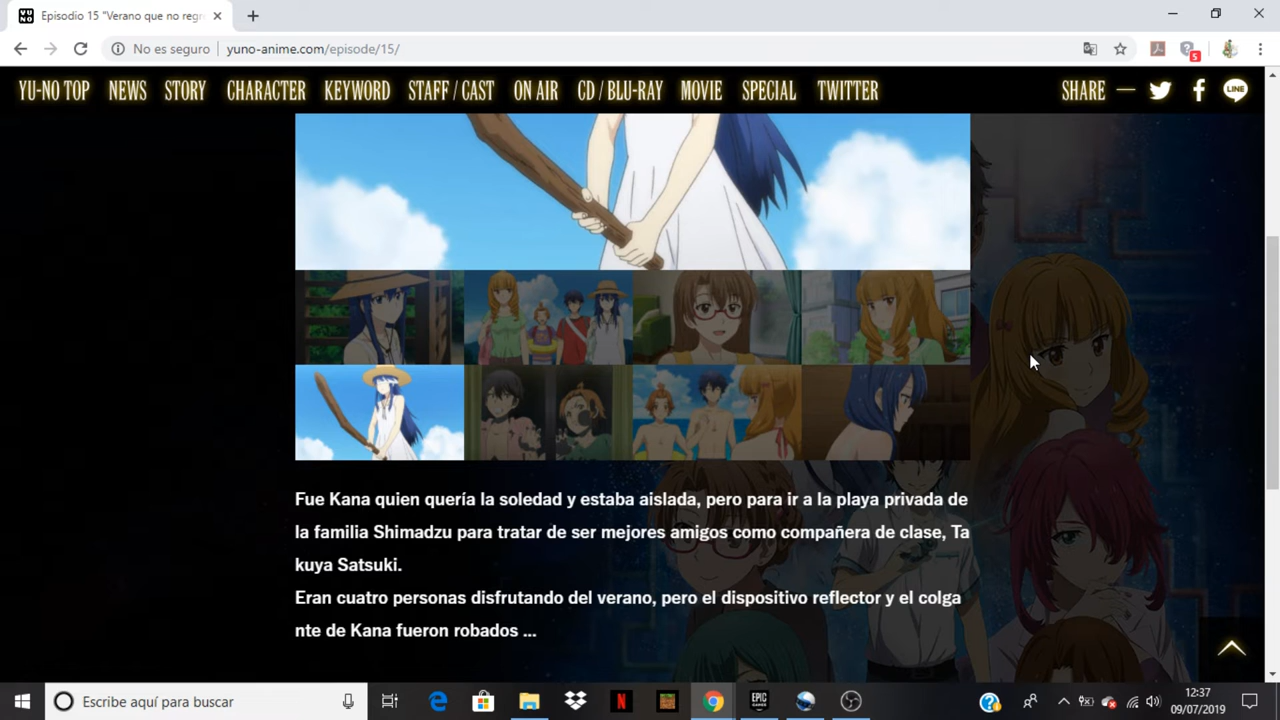 Episodio 15 "Verano que no regr
No es seguro yuno-anime.com/episode/15/
5
YU-NO TOP NEWS STORY CHARACTER KEYWORD STAFF / CAST ON AIR CD / BLU-RAY MOVIE SPECIAL TWITTER SHARE LINE
Fue Kana quien quería la soledad y estaba aislada, pero para ir a la playa privada de
la familia Shimadzu para tratar de ser mejores amigos como compañera de clase, Ta
kuya Satsuki.
Eran cuatro personas disfrutando del verano, pero el dispositivo reflector y el colga
nte de Kana fueron robados ...
Escribe aquí para buscar
EPIC GAMES
12:37
09/07/2019